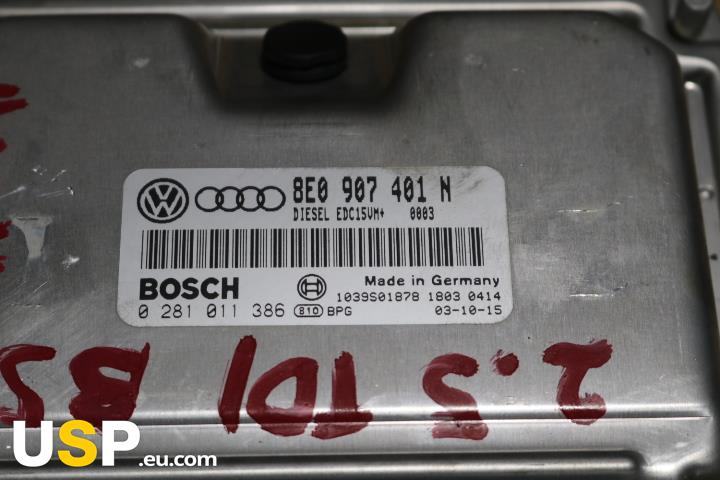 8E0 907 401 N
DIESEL EDC15VM+ 0003
BOSCH
Made in Germany
0 281 011 386
1039S01878 1803 0414
810 BPG 03-10-15
2.5 TDI
USP.eu.com